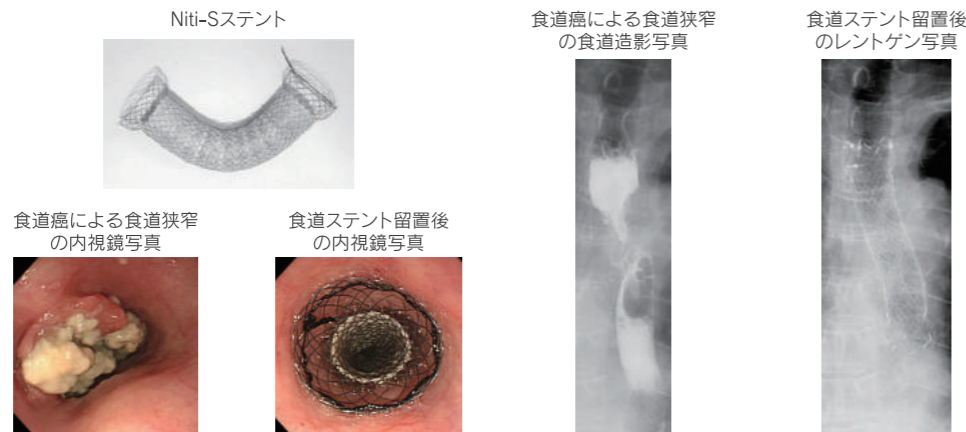 Niti-Sステント
食道癌による食道狭窄
の食道造影写真
食道ステント留置後
のレントゲン写真
食道癌による食道狭窄
の内視鏡写真
食道ステント留置後
の内視鏡写真